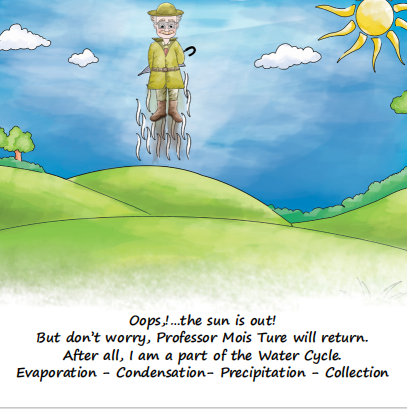 Oops,!...the sun is out!
But don't worry, Professor Mois Ture will return.
After all, I am a part of the Water Cycle.
Evaporation - Condensation- Precipitation - Collection